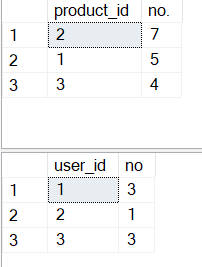 product_id no.
1 2 7
2 1 5
3 3 4
user_id no
1 1 3
2 2 1
3 3 3